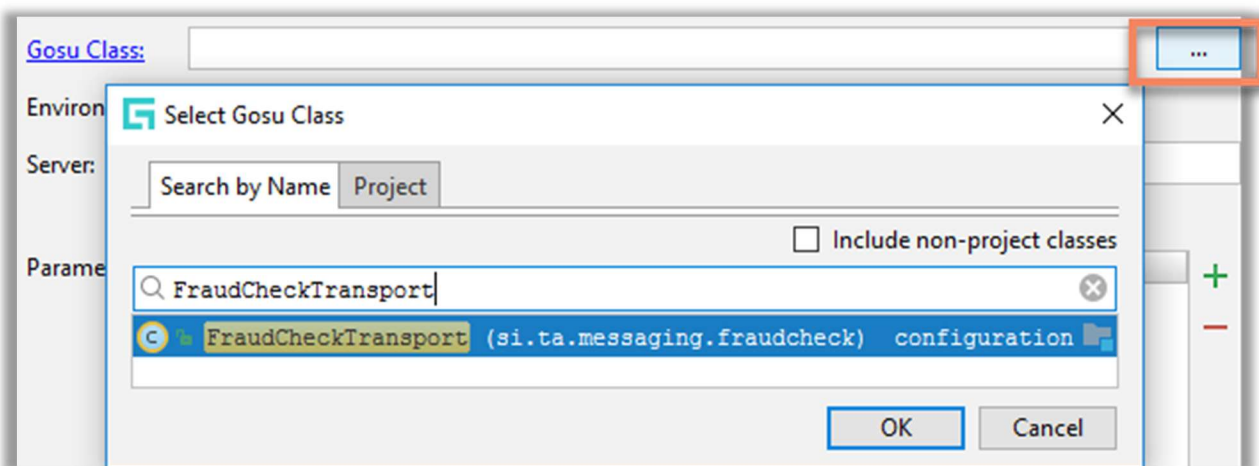 Gosu Class:
...
Environ
Select Gosu Class
Server:
Search by Name
Project
Include non-project classes
Parame
FraudCheckTransport
FraudCheckTransport (si.ta.messaging.fraudcheck) configuration
OK
Cancel